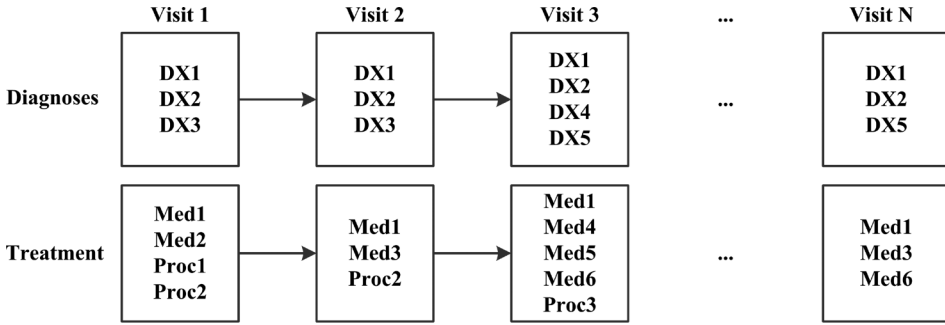 Visit 1 Visit 2 Visit 3 ... Visit N
Diagnoses
DX1
DX2
DX3
DX1
DX2
DX3
DX1
DX2
DX4
DX5
...
DX1
DX2
DX5
Treatment
Med1
Med2
Proc1
Proc2
Med1
Med3
Proc2
Med1
Med4
Med5
Med6
Proc3
...
Med1
Med3
Med6